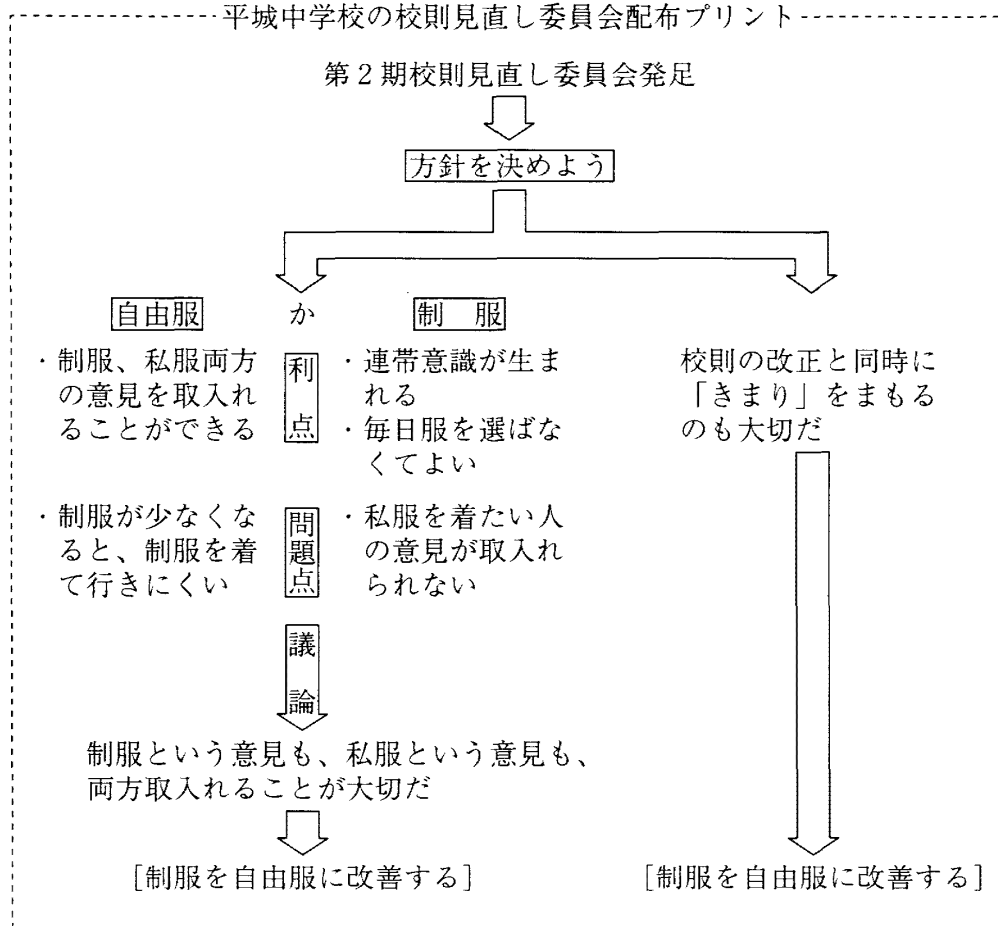 平城中学校の校則見直し委員会配布プリント
第2期校則見直し委員会発足
方針を決めよう
自由服
か
制 服
・制服、私服両方
の意見を取入れ
ることができる
利点
・連帯意識が生ま
れる
・毎日服を選ばな
くてよい
・制服が少なくな
ると、制服を着
て行きにくい
問題点
・私服を着たい人
の意見が取入れ
られない
議論
制服という意見も、私服という意見も、
両方取入れることが大切だ
[制服を自由服に改善する]
校則の改正と同時に
「きまり」をまもる
のも大切だ
[制服を自由服に改善する]